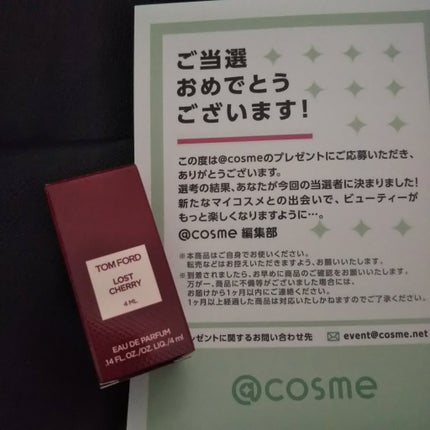 ご当選
おめでとう
ございます!
この度は@cosmeのプレゼントにご応募いただき、
ありがとうございます。
選考の結果、あなたが今回の当選者に決まりました!
新たなマイコスメとの出会いで、ビューティーが
もっと楽しくなりますように…。
@cosme 編集部
※本商品はご自身でお使いください。
転売などはお控えいただきますよう、お願いいたします。
※到着されましたら、お早めに商品のご確認をお願いいたします。
万が一、商品に不備等がございました場合には、
お届けから1ヶ月以内にご連絡ください。
1ヶ月以上経過した商品は対応いたしかねますのでご了承ください。
レゼントに関するお問い合わせ先 event@cosme.net
@cosme
TOM FORD
LOST
CHERRY
4 ML
EAU DE PARFUM
.14 FL.OZ./OZ. LIQ./4 ml